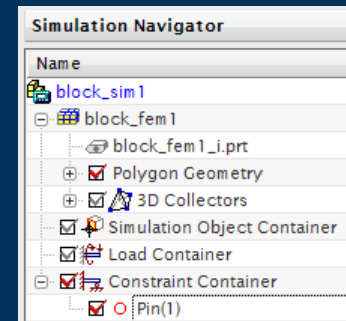 Simulation Navigator
Name
block_sim1
block_fem1
block_fem1_i.prt
Polygon Geometry
3D Collectors
Simulation Object Container
Load Container
Constraint Container
Pin(1)